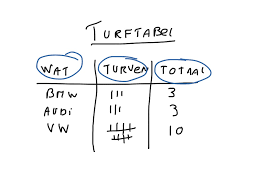 TURFTABEL
WAT TURVEN TOTAAL
BMW III 3
AUDI III 3
VW 𝍸 𝍸 10